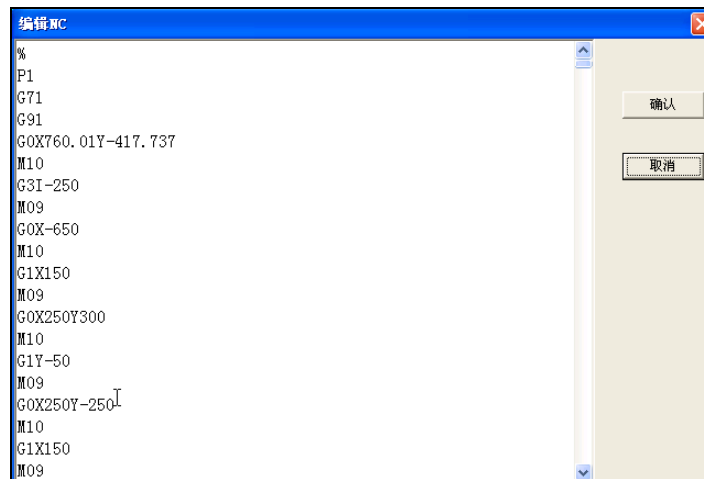 编辑NC
%
P1
G71
G91
G0X760.01Y-417.737
M10
G3I-250
M09
G0X-650
M10
G1X150
M09
G0X250Y300
M10
G1Y-50
M09
G0X250Y-250
M10
G1X150
M09
确认
取消